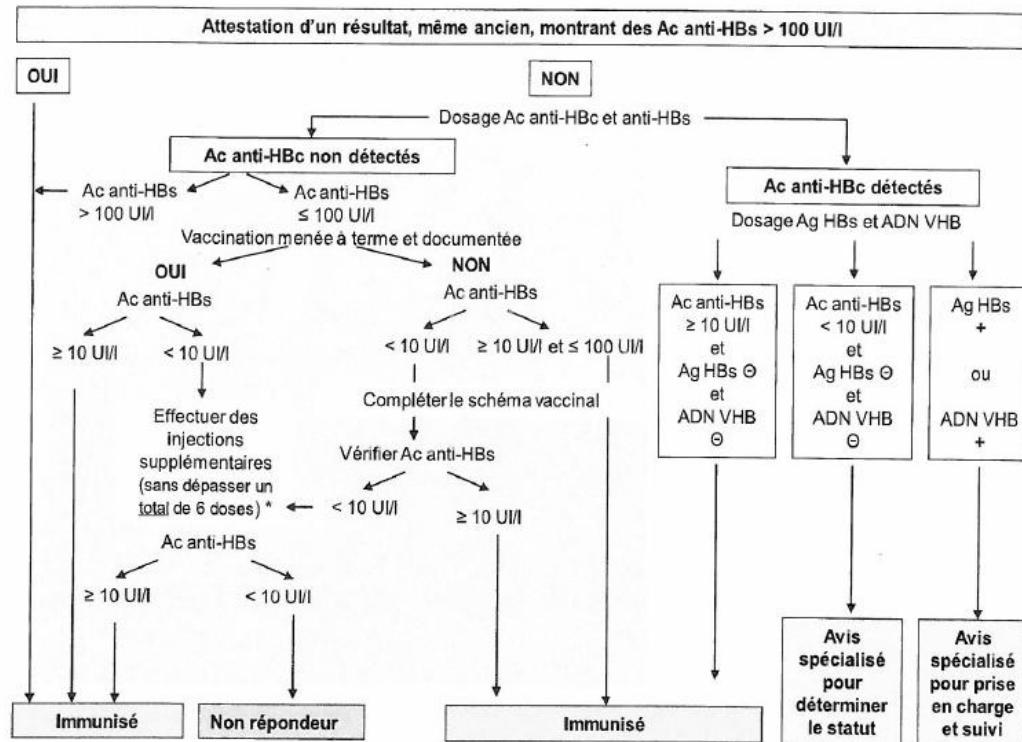 Attestation d'un résultat, même ancien, montrant des Ac anti-HBs > 100 UI/l
OUI
NON
Dosage Ac anti-HBc et anti-HBs
Ac anti-HBc non détectés
Ac anti-HBs
> 100 UI/l
Ac anti-HBs
≤ 100 UI/l
Vaccination menée à terme et documentée
OUI
Ac anti-HBs
≥ 10 UI/l
< 10 UI/l
Effectuer des
injections
supplémentaires
(sans dépasser un
total de 6 doses) *
Ac anti-HBs
≥ 10 UI/l
< 10 UI/l
NON
Ac anti-HBs
< 10 UI/l
≥ 10 UI/l et ≤ 100 UI/l
Compléter le schéma vaccinal
Vérifier Ac anti-HBs
< 10 UI/l
≥ 10 UI/l
Ac anti-HBc détectés
Dosage Ag HBs et ADN VHB
Ac anti-HBs
≥ 10 UI/l
et
Ag HBs Θ
et
ADN VHB
Θ
Ac anti-HBs
< 10 UI/l
et
Ag HBs Θ
et
ADN VHB
Θ
Ag HBs
+
ou
ADN VHB
+
Immunisé
Non répondeur
Immunisé
Avis
spécialisé
pour
déterminer
le statut
Avis
spécialisé
pour prise
en charge
et suivi